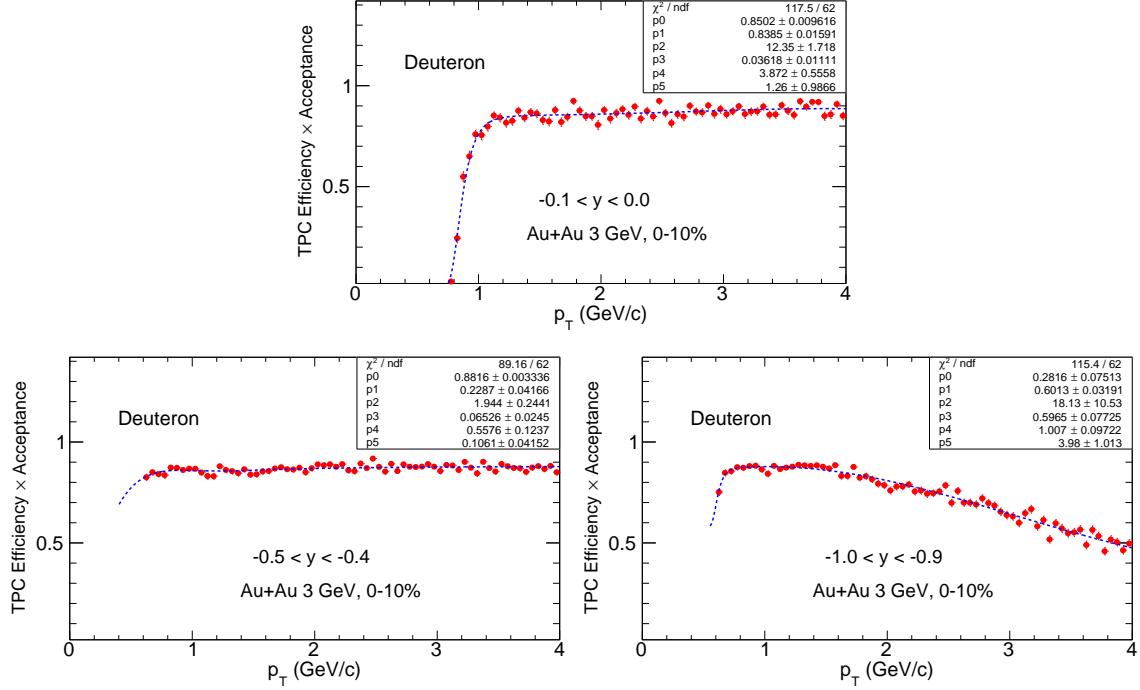 χ² / ndf 117.5 / 62
p0 0.8502 ± 0.009616
p1 0.8385 ± 0.01591
p2 12.35 ± 1.718
p3 0.03618 ± 0.01111
p4 3.872 ± 0.5558
p5 1.26 ± 0.9866
Deuteron
TPC Efficiency × Acceptance
1
0.5
-0.1 < y < 0.0
Au+Au 3 GeV, 0-10%
0 1 2 3 4
p_T (GeV/c)
χ² / ndf 89.16 / 62
p0 0.8816 ± 0.003336
p1 0.2287 ± 0.04166
p2 1.944 ± 0.2441
p3 0.06526 ± 0.0245
p4 0.5576 ± 0.1237
p5 0.1061 ± 0.04152
Deuteron
TPC Efficiency × Acceptance
1
0.5
-0.5 < y < -0.4
Au+Au 3 GeV, 0-10%
0 1 2 3 4
p_T (GeV/c)
χ² / ndf 115.4 / 62
p0 0.2816 ± 0.07513
p1 0.6013 ± 0.03191
p2 18.13 ± 10.53
p3 0.5965 ± 0.07725
p4 1.007 ± 0.09722
p5 3.98 ± 1.013
Deuteron
TPC Efficiency × Acceptance
1
0.5
-1.0 < y < -0.9
Au+Au 3 GeV, 0-10%
0 1 2 3 4
p_T (GeV/c)